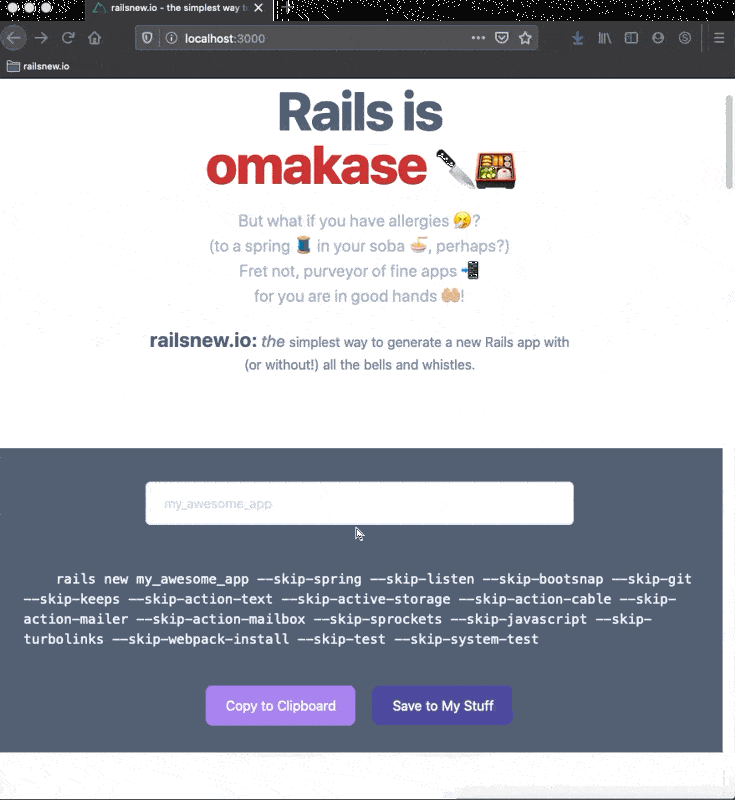 railsnew.io - the simplest way t
localhost:3000
railsnew.io
Rails is
omakase 🔪🍱
But what if you have allergies 🤧?
(to a spring 🧵 in your soba 🍜, perhaps?)
Fret not, purveyor of fine apps 📲
for you are in good hands 🤲🏼!
railsnew.io: the simplest way to generate a new Rails app with
(or without!) all the bells and whistles.
my_awesome_app
rails new my_awesome_app --skip-spring --skip-listen --skip-bootsnap --skip-git
--skip-keeps --skip-action-text --skip-active-storage --skip-action-cable --skip-
action-mailer --skip-action-mailbox --skip-sprockets --skip-javascript --skip-
turbolinks --skip-webpack-install --skip-test --skip-system-test
Copy to Clipboard
Save to My Stuff